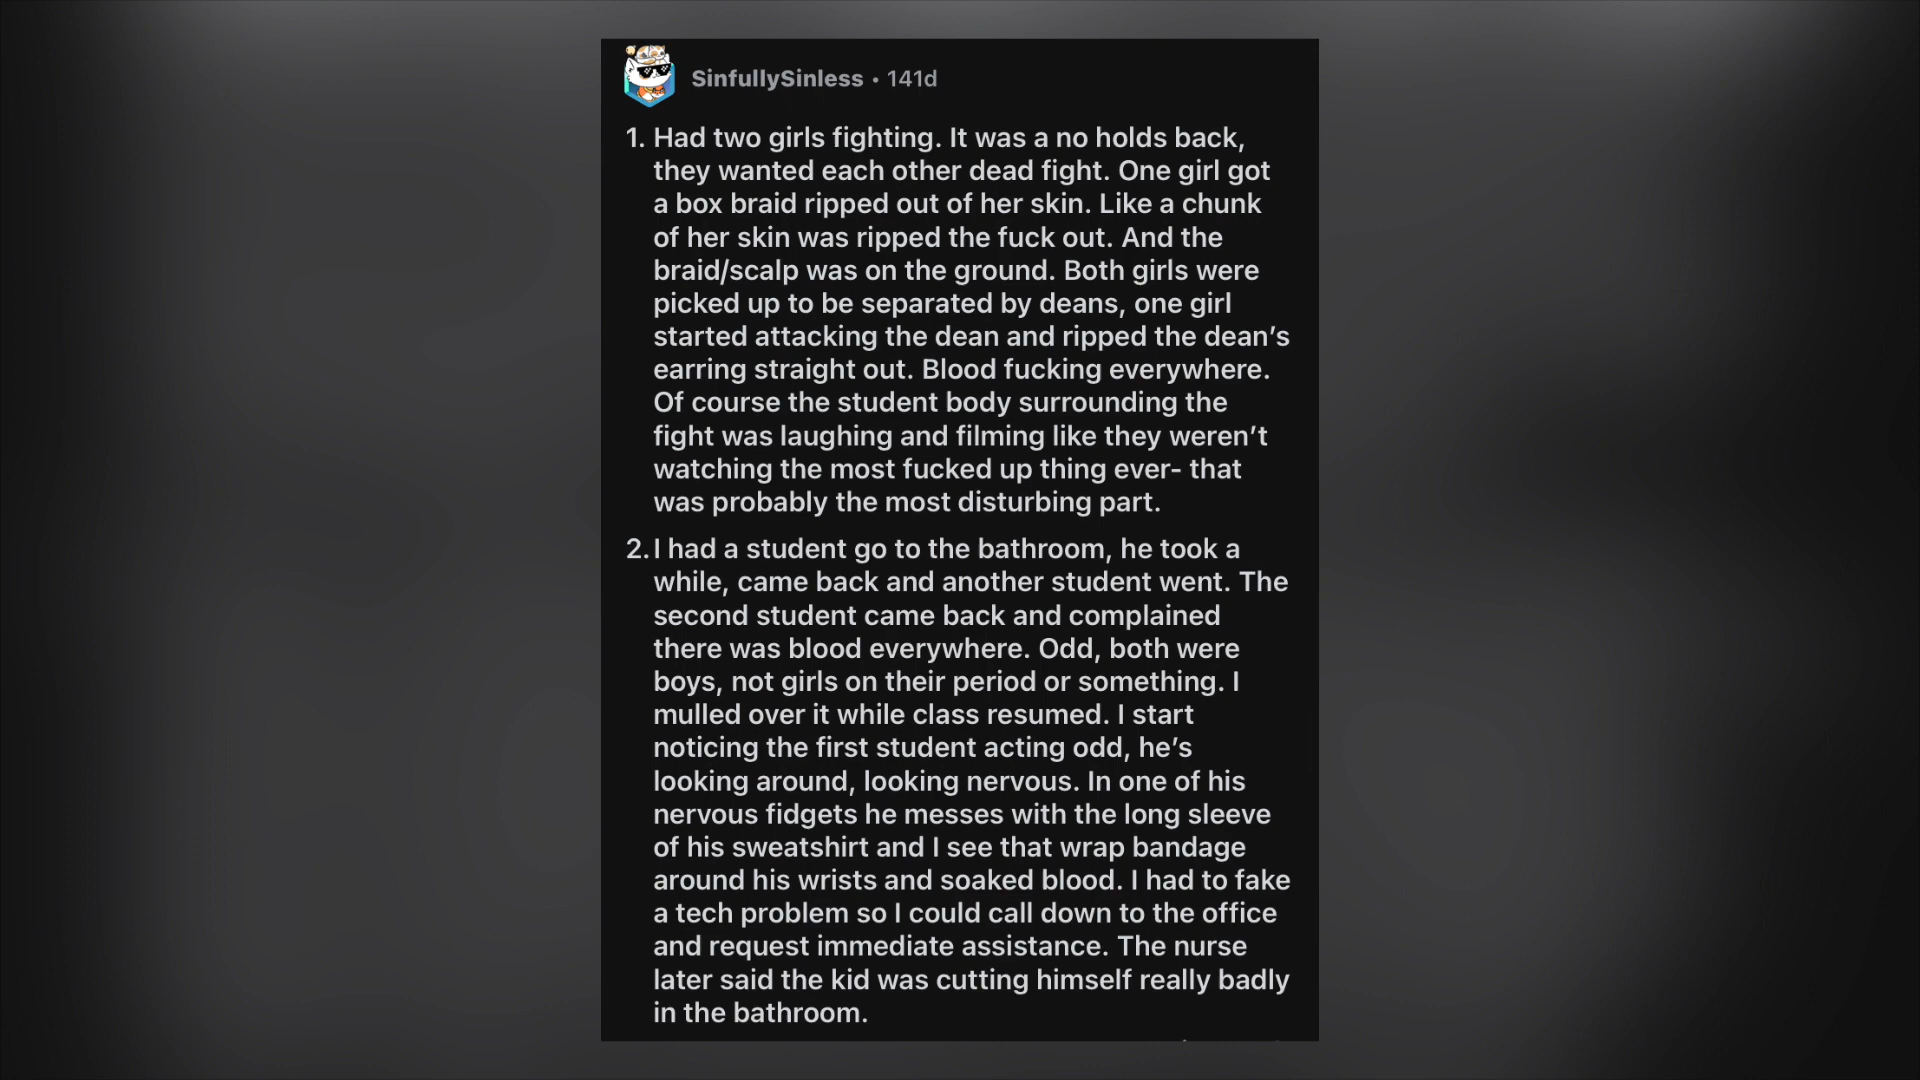 SinfullySinless • 141d
1. Had two girls fighting. It was a no holds back,
they wanted each other dead fight. One girl got
a box braid ripped out of her skin. Like a chunk
of her skin was ripped the fuck out. And the
braid/scalp was on the ground. Both girls were
picked up to be separated by deans, one girl
started attacking the dean and ripped the dean’s
earring straight out. Blood fucking everywhere.
Of course the student body surrounding the
fight was laughing and filming like they weren’t
watching the most fucked up thing ever- that
was probably the most disturbing part.
2. I had a student go to the bathroom, he took a
while, came back and another student went. The
second student came back and complained
there was blood everywhere. Odd, both were
boys, not girls on their period or something. I
mulled over it while class resumed. I start
noticing the first student acting odd, he’s
looking around, looking nervous. In one of his
nervous fidgets he messes with the long sleeve
of his sweatshirt and I see that wrap bandage
around his wrists and soaked blood. I had to fake
a tech problem so I could call down to the office
and request immediate assistance. The nurse
later said the kid was cutting himself really badly
in the bathroom.